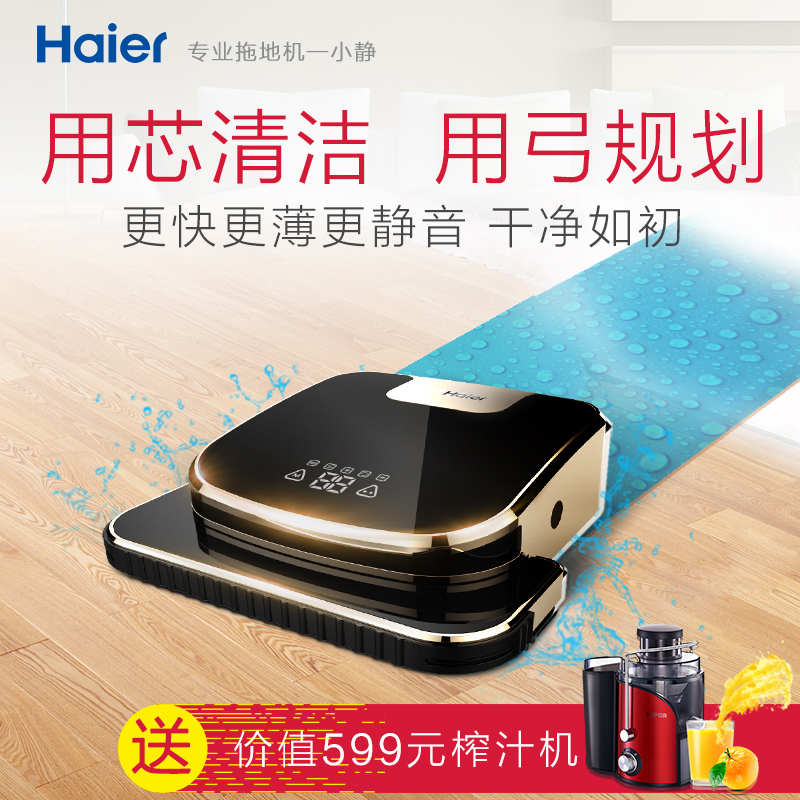 Haier 专业拖地机—小静
用芯清洁 用弓规划
更快更薄更静音 干净如初
Haier
88
送 价值599元榨汁机